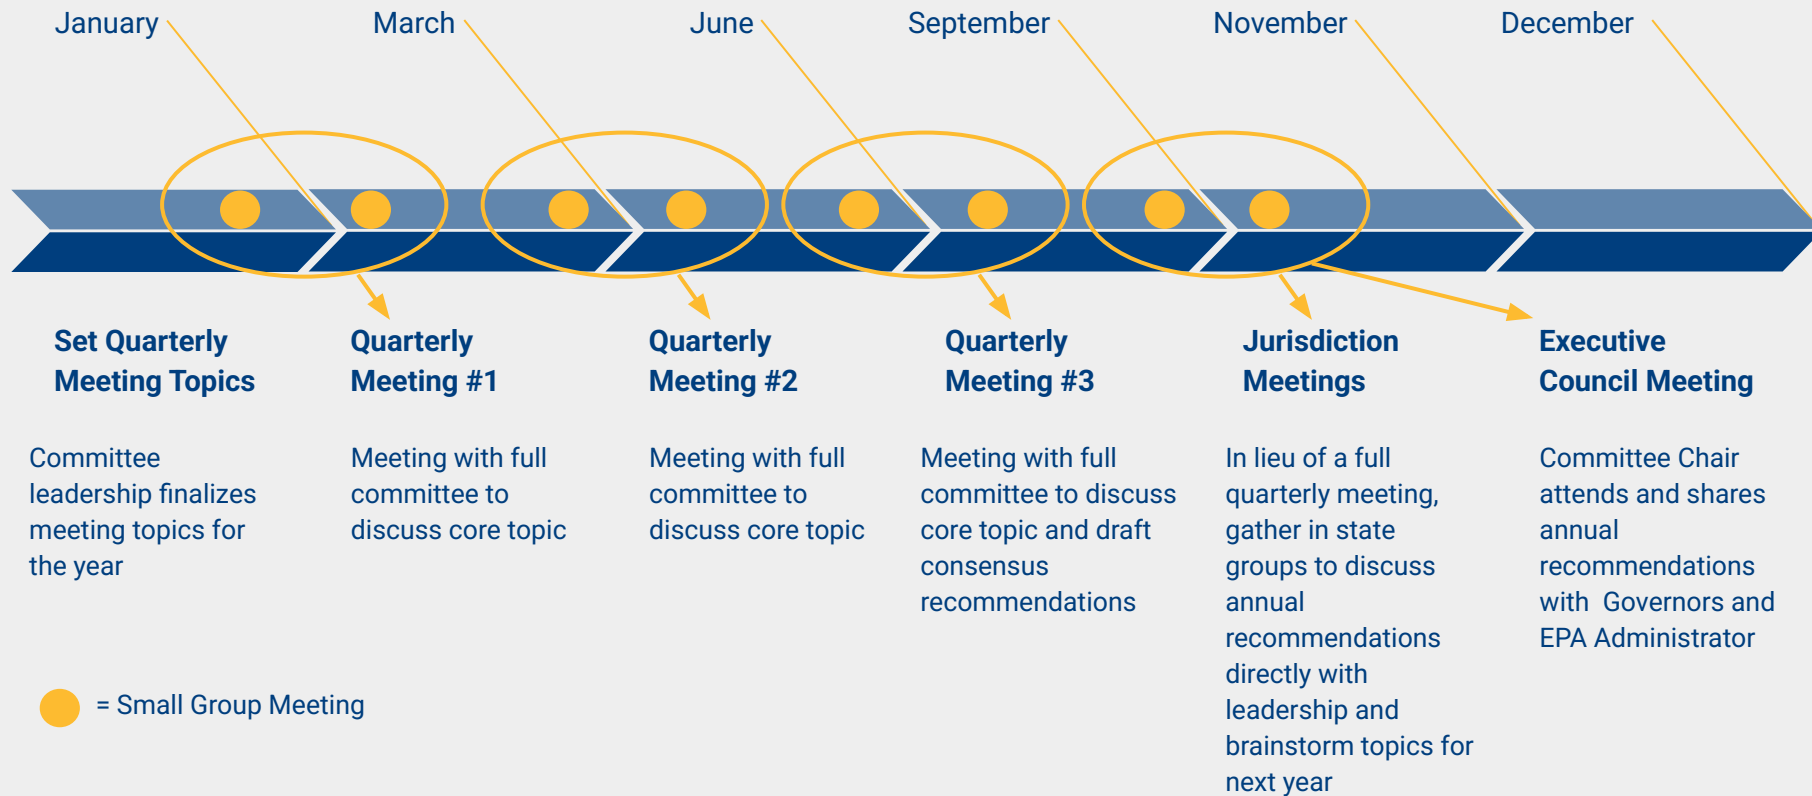 January
March
June
September
November
December
Set Quarterly
Meeting Topics
Committee
leadership finalizes
meeting topics for
the year
Quarterly
Meeting #1
Meeting with full
committee to
discuss core topic
Quarterly
Meeting #2
Meeting with full
committee to
discuss core topic
Quarterly
Meeting #3
Meeting with full
committee to discuss
core topic and draft
consensus
recommendations
Jurisdiction
Meetings
In lieu of a full
quarterly meeting,
gather in state
groups to discuss
annual
recommendations
directly with
leadership and
brainstorm topics for
next year
Executive
Council Meeting
Committee Chair
attends and shares
annual
recommendations
with Governors and
EPA Administrator
= Small Group Meeting